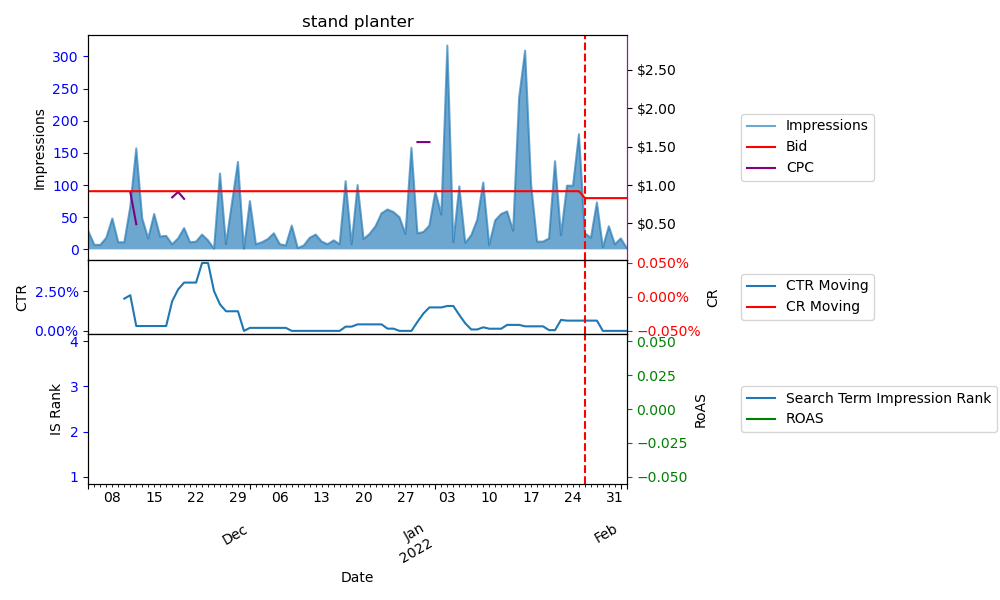 stand planter
Impressions
300
250
200
150
100
50
0
$2.50
$2.00
$1.50
$1.00
$0.50
Impressions
Bid
CPC
CTR
2.50%
0.00%
0.050%
0.000%
−0.050%
CR
CTR Moving
CR Moving
IS Rank
4
3
2
1
0.050
0.025
0.000
−0.025
−0.050
RoAS
Search Term Impression Rank
ROAS
08 15 22 29 06 13 20 27 03 10 17 24 31
Dec Jan Feb
2022
Date